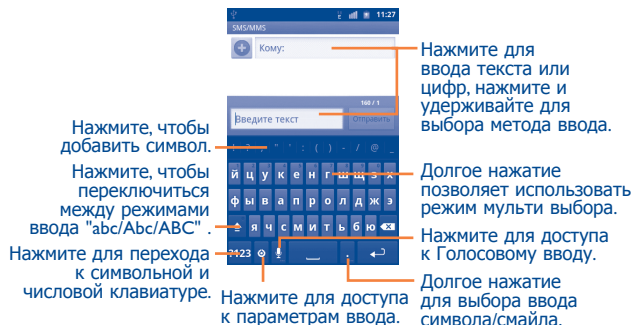 11:27
SMS/MMS
Кому:
160 / 1
Введите текст
Отправить
! ? , " ' : ( ) - / @ _
й ц у к е н г ш щ з х
ф ы в а п р о л д ж э
я ч с м и т ь б ю
?123 .
Нажмите, чтобы
добавить символ.
Нажмите, чтобы
переключиться
между режимами
ввода "abc/Abc/ABC" .
Нажмите для перехода
к символьной и
числовой клавиатуре.
Нажмите для доступа
к параметрам ввода.
Нажмите для
ввода текста или
цифр, нажмите и
удерживайте для
выбора метода ввода.
Долгое нажатие
позволяет использовать
режим мульти выбора.
Нажмите для доступа
к Голосовому вводу.
Долгое нажатие
для выбора ввода
символа/смайла.